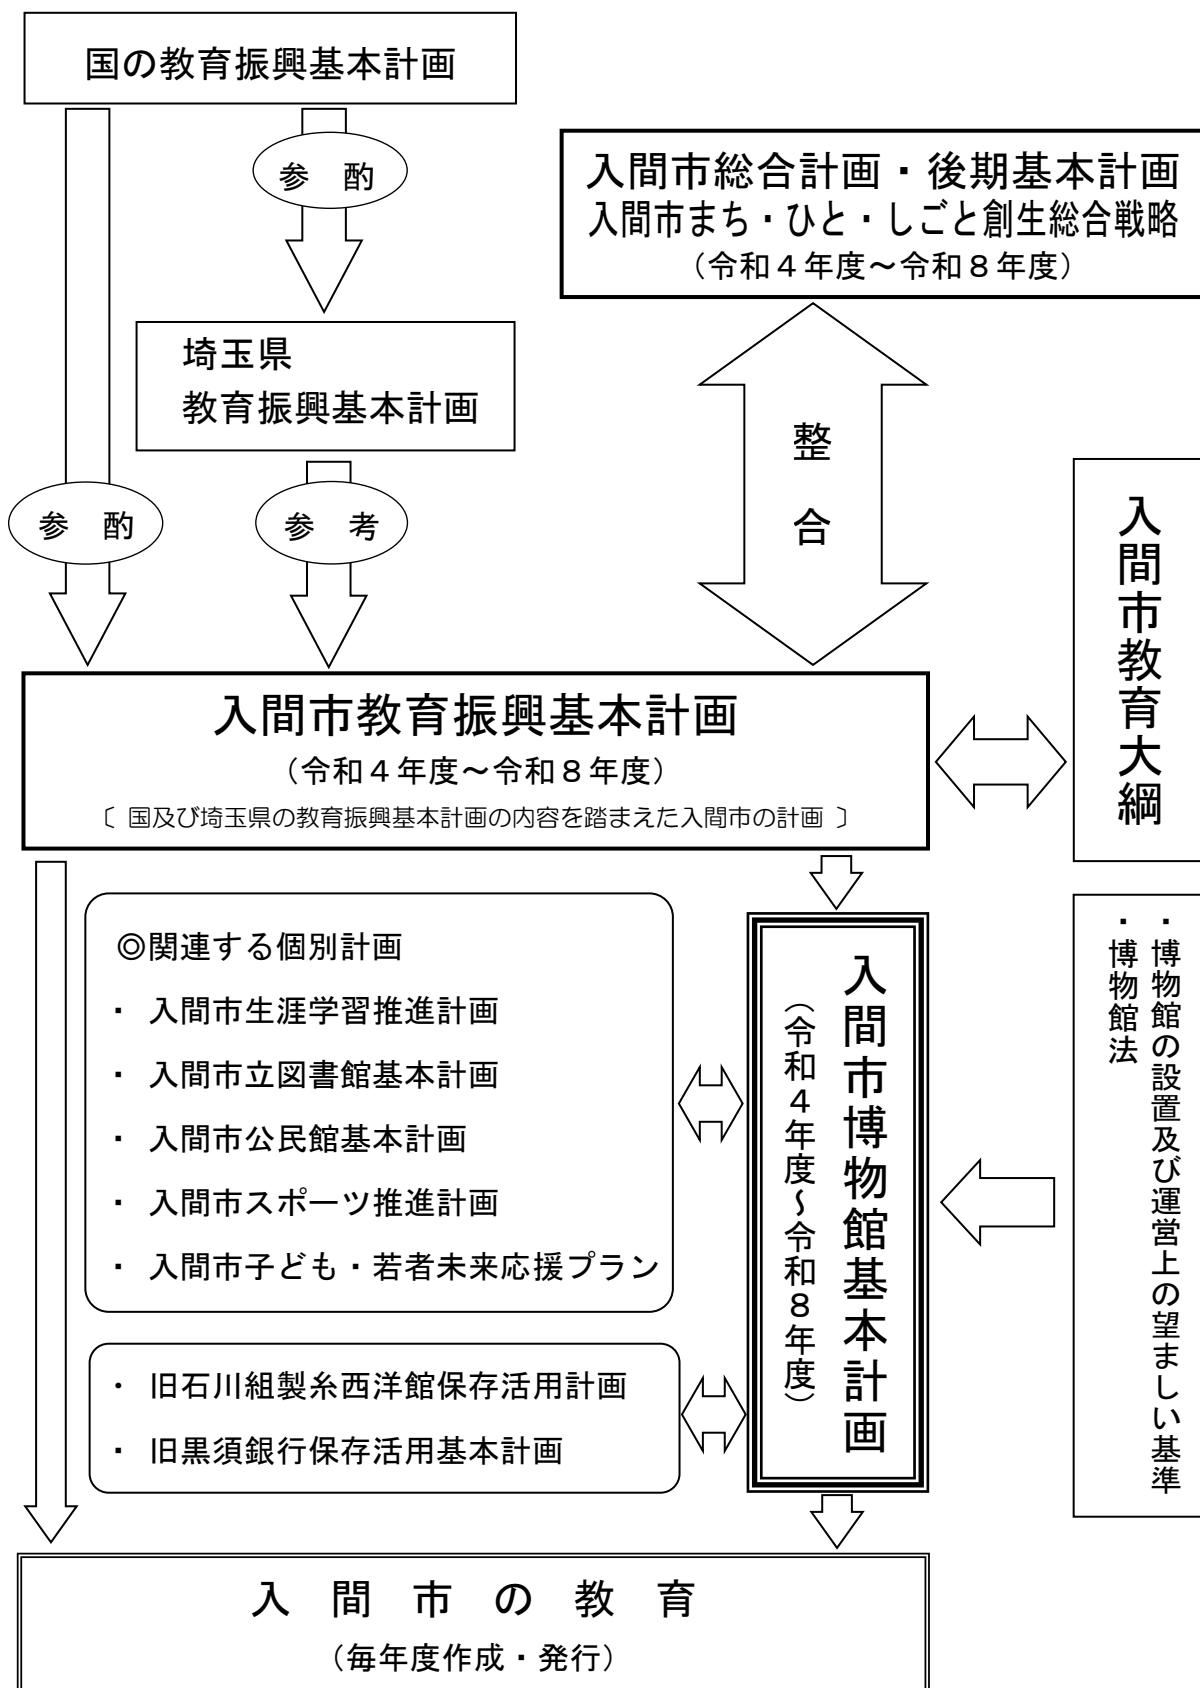 国の教育振興基本計画
参　酌
入間市総合計画・後期基本計画
入間市まち・ひと・しごと創生総合戦略
（令和４年度～令和８年度）
埼玉県
教育振興基本計画
整
合
参　酌
参　考
入間市教育大綱
入間市教育振興基本計画
（令和４年度～令和８年度）
〔 国及び埼玉県の教育振興基本計画の内容を踏まえた入間市の計画 〕
◎関連する個別計画
・ 入間市生涯学習推進計画
・ 入間市立図書館基本計画
・ 入間市公民館基本計画
・ 入間市スポーツ推進計画
・ 入間市子ども・若者未来応援プラン
入間市博物館基本計画
（令和４年度～令和８年度）
・博物館の設置及び運営上の望ましい基準
・博物館法
・ 旧石川組製糸西洋館保存活用計画
・ 旧黒須銀行保存活用基本計画
入　間　市　の　教　育
（毎年度作成・発行）